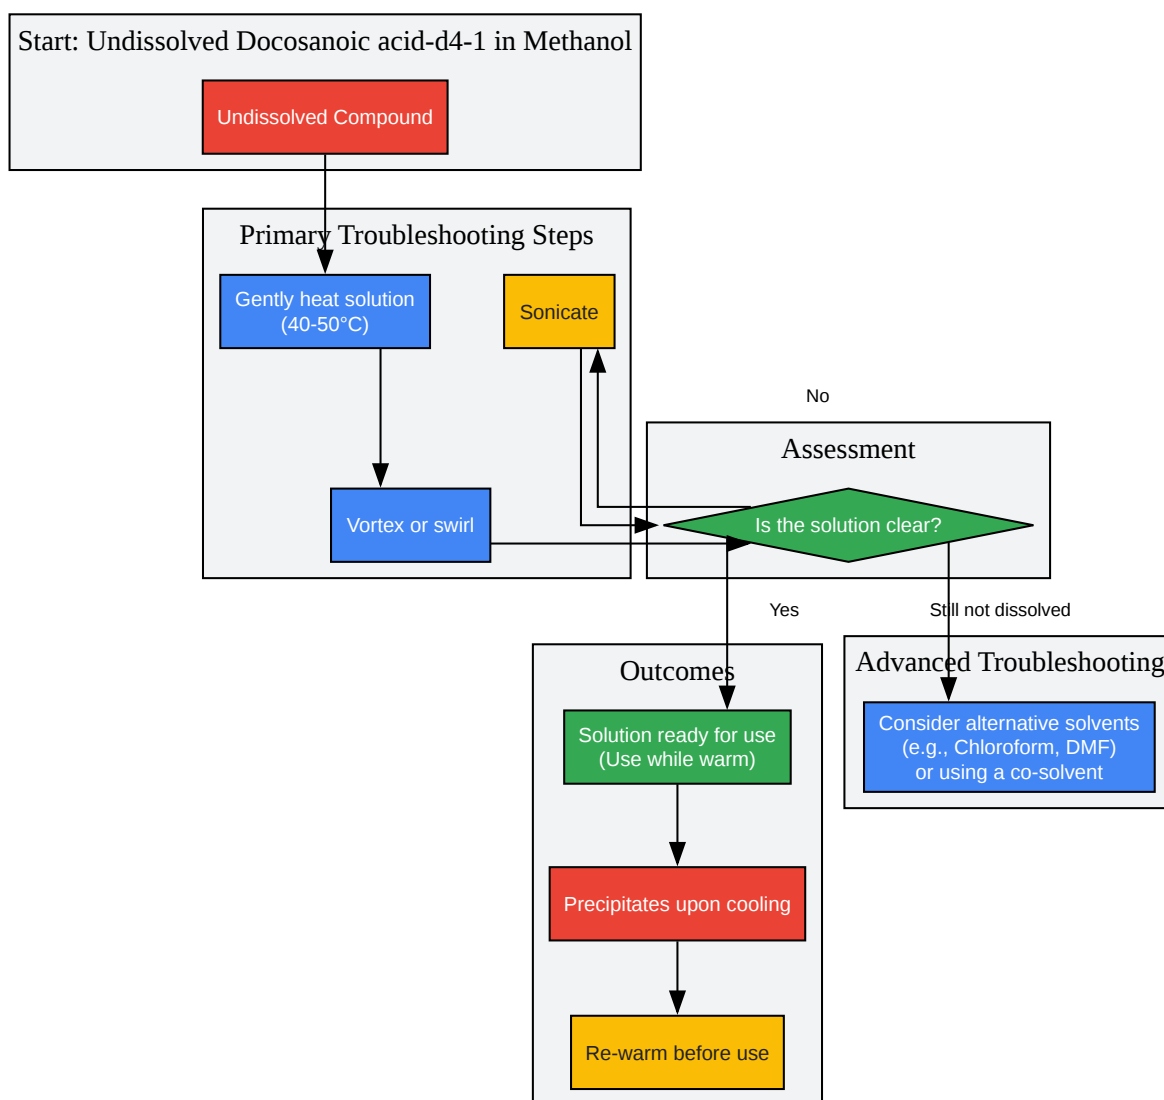 Start: Undissolved Docosanoic acid-d4-1 in Methanol
Undissolved Compound
Primary Troubleshooting Steps
Gently heat solution
(40-50°C)
Sonicate
No
Assessment
Vortex or swirl
Is the solution clear?
Yes
Still not dissolved
Outcomes
Advanced Troubleshooting
Solution ready for use
(Use while warm)
Consider alternative solvents
(e.g., Chloroform, DMF)
or using a co-solvent
Precipitates upon cooling
Re-warm before use